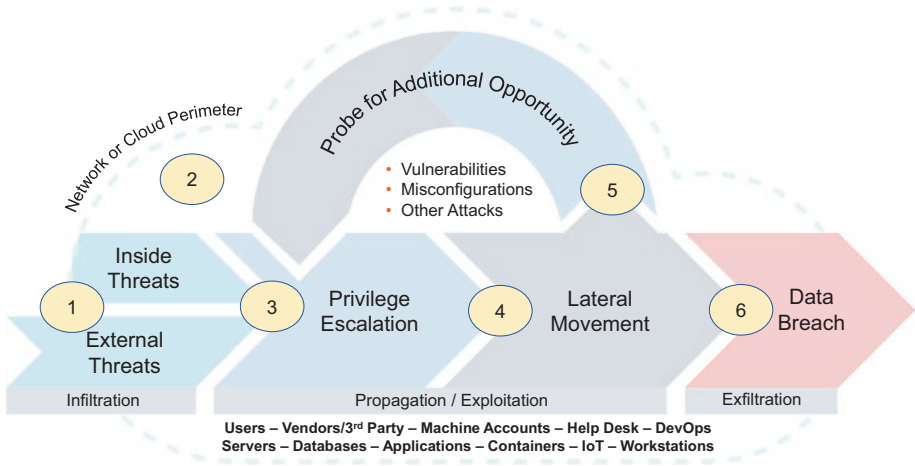 Network or Cloud Perimeter
2
Probe for Additional Opportunity
• Vulnerabilities
• Misconfigurations
• Other Attacks
5
Inside
Threats
1
External
Threats
3
Privilege
Escalation
4
Lateral
Movement
6
Data
Breach
Infiltration
Propagation / Exploitation
Exfiltration
Users – Vendors/3rd Party – Machine Accounts – Help Desk – DevOps
Servers – Databases – Applications – Containers – IoT – Workstations